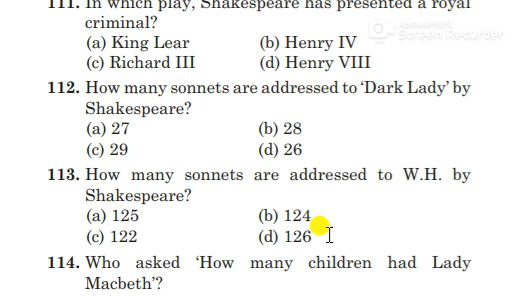 111. In which play, Shakespeare has presented a royal
criminal?
(a) King Lear (b) Henry IV
(c) Richard III (d) Henry VIII
112. How many sonnets are addressed to ‘Dark Lady’ by
Shakespeare?
(a) 27 (b) 28
(c) 29 (d) 26
113. How many sonnets are addressed to W.H. by
Shakespeare?
(a) 125 (b) 124
(c) 122 (d) 126
114. Who asked ‘How many children had Lady
Macbeth’?
Screen Recorder